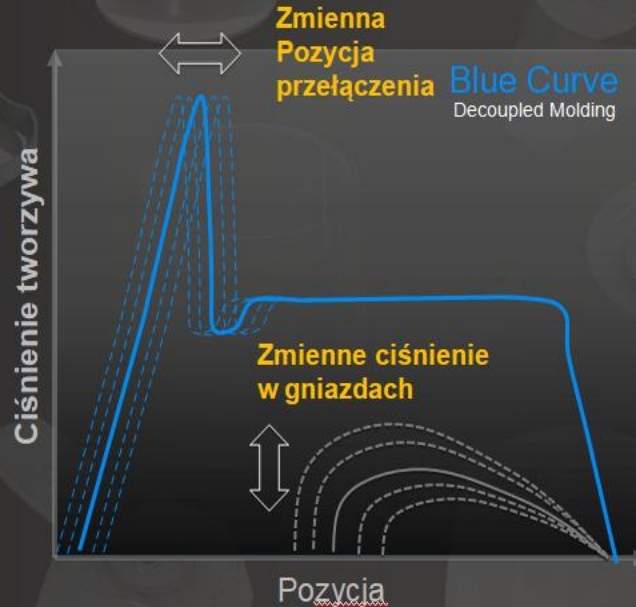 Zmienna
Pozycja
przełączenia
Blue Curve
Decoupled Molding
Ciśnienie tworzywa
Zmienne ciśnienie
w gniazdach
Pozycja